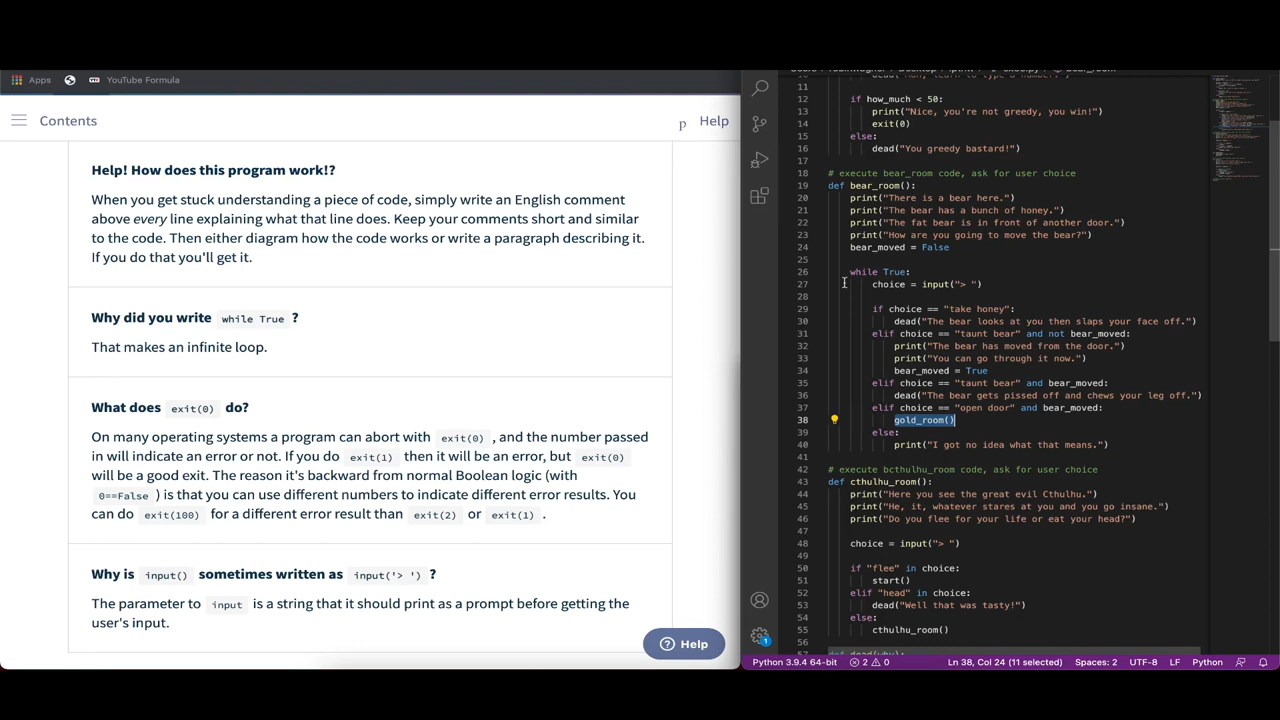 Apps
YouTube Formula
Contents
p
Help
Help! How does this program work!?
When you get stuck understanding a piece of code, simply write an English comment
above every line explaining what that line does. Keep your comments short and similar
to the code. Then either diagram how the code works or write a paragraph describing it.
If you do that you'll get it.
Why did you write while True ?
That makes an infinite loop.
What does exit(0) do?
On many operating systems a program can abort with exit(0) , and the number passed
in will indicate an error or not. If you do exit(1) then it will be an error, but exit(0)
will be a good exit. The reason it's backward from normal Boolean logic (with
0==False ) is that you can use different numbers to indicate different error results. You
can do exit(100) for a different error result than exit(2) or exit(1) .
Why is input() sometimes written as input('> ') ?
The parameter to input is a string that it should print as a prompt before getting the
user's input.
Help
11
12 if how_much < 50:
13 print("Nice, you're not greedy, you win!")
14 exit(0)
15 else:
16 dead("You greedy bastard!")
17
18 # execute bear_room code, ask for user choice
19 def bear_room():
20 print("There is a bear here.")
21 print("The bear has a bunch of honey.")
22 print("The fat bear is in front of another door.")
23 print("How are you going to move the bear?")
24 bear_moved = False
25
26 while True:
27 choice = input("> ")
28
29 if choice == "take honey":
30 dead("The bear looks at you then slaps your face off.")
31 elif choice == "taunt bear" and not bear_moved:
32 print("The bear has moved from the door.")
33 print("You can go through it now.")
34 bear_moved = True
35 elif choice == "taunt bear" and bear_moved:
36 dead("The bear gets pissed off and chews your leg off.")
37 elif choice == "open door" and bear_moved:
38 gold_room()
39 else:
40 print("I got no idea what that means.")
41
42 # execute bcthulhu_room code, ask for user choice
43 def cthulhu_room():
44 print("Here you see the great evil Cthulhu.")
45 print("He, it, whatever stares at you and you go insane.")
46 print("Do you flee for your life or eat your head?")
47
48 choice = input("> ")
49
50 if "flee" in choice:
51 start()
52 elif "head" in choice:
53 dead("Well that was tasty!")
54 else:
55 cthulhu_room()
56
1
Python 3.9.4 64-bit
2 0
Ln 38, Col 24 (11 selected)
Spaces: 2
UTF-8
LF
Python